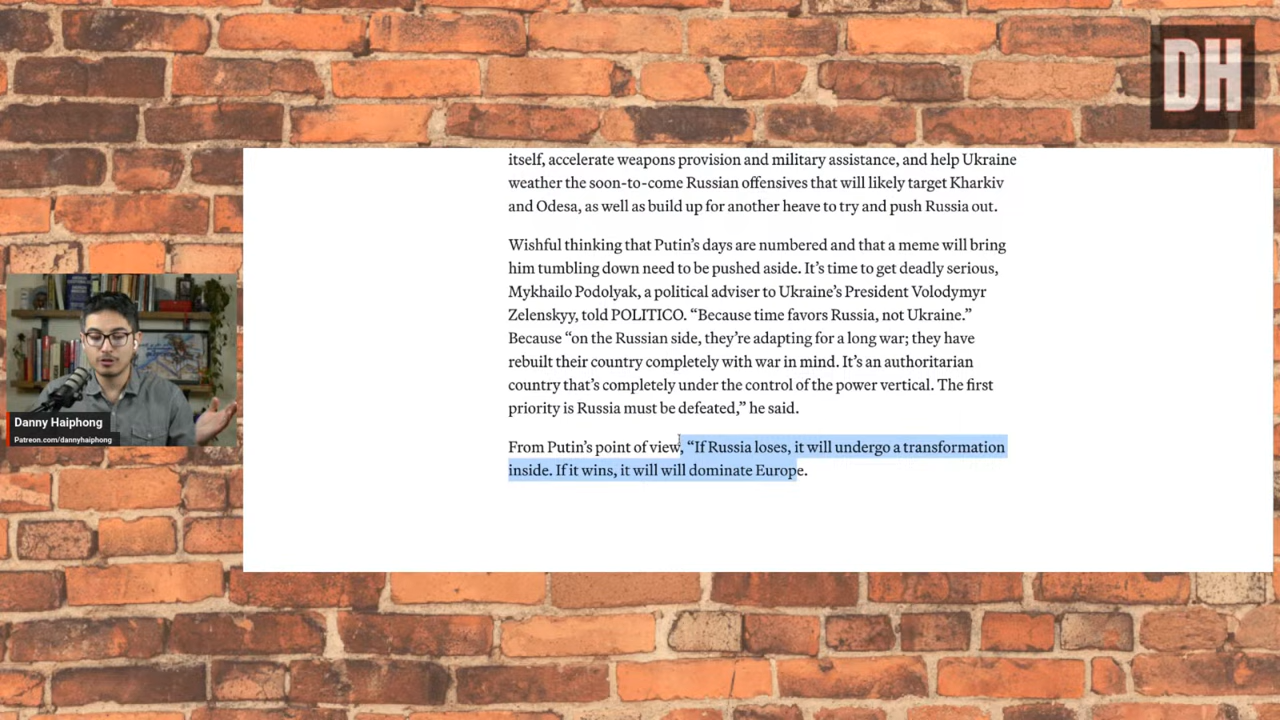 DH
itself, accelerate weapons provision and military assistance, and help Ukraine
weather the soon-to-come Russian offensives that will likely target Kharkiv
and Odesa, as well as build up for another heave to try and push Russia out.
Wishful thinking that Putin’s days are numbered and that a meme will bring
him tumbling down need to be pushed aside. It’s time to get deadly serious,
Mykhailo Podolyak, a political adviser to Ukraine’s President Volodymyr
Zelenskyy, told POLITICO. “Because time favors Russia, not Ukraine.”
Because “on the Russian side, they’re adapting for a long war; they have
rebuilt their country completely with war in mind. It’s an authoritarian
country that’s completely under the control of the power vertical. The first
priority is Russia must be defeated,” he said.
From Putin’s point of view, “If Russia loses, it will undergo a transformation
inside. If it wins, it will will dominate Europe.
Danny Haiphong
Patreon.com/dannyhaiphong